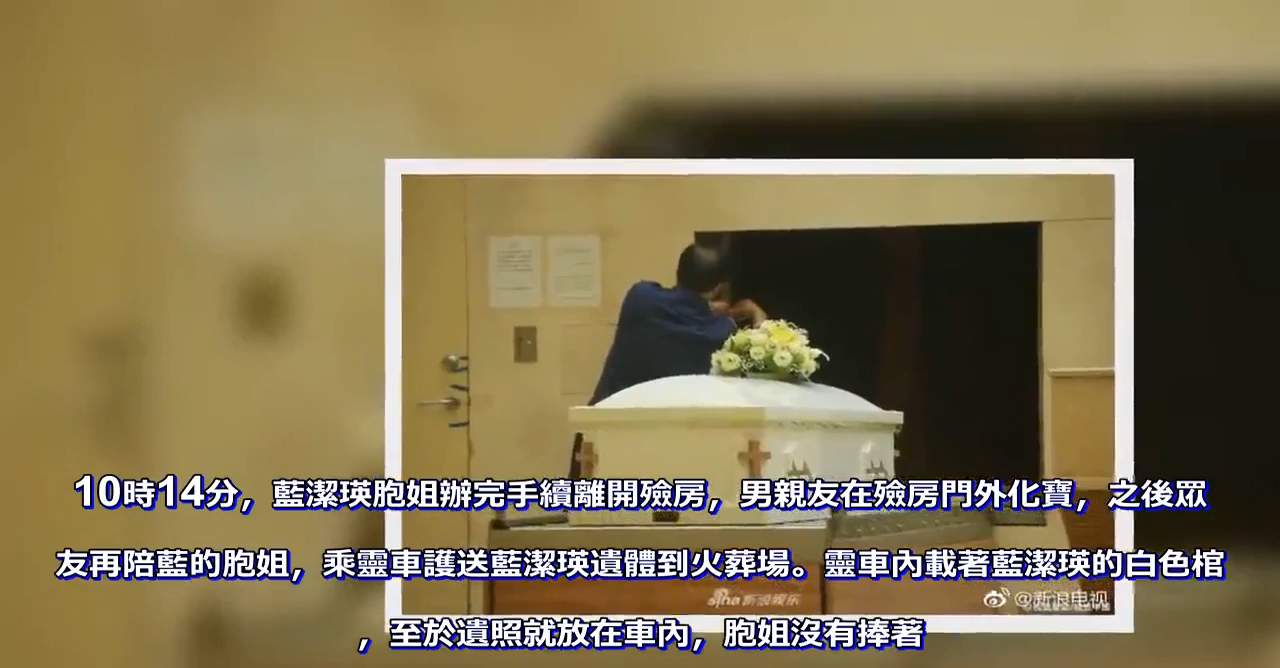 10時14分，藍潔瑛胞姐辦完手續離開殮房，男親友在殮房門外化寶，之後眾
友再陪藍的胞姐，乘靈車護送藍潔瑛遺體到火葬場。靈車內載著藍潔瑛的白色棺
sina新浪娱乐
@新浪电视
，至於遺照就放在車內，胞姐沒有捧著